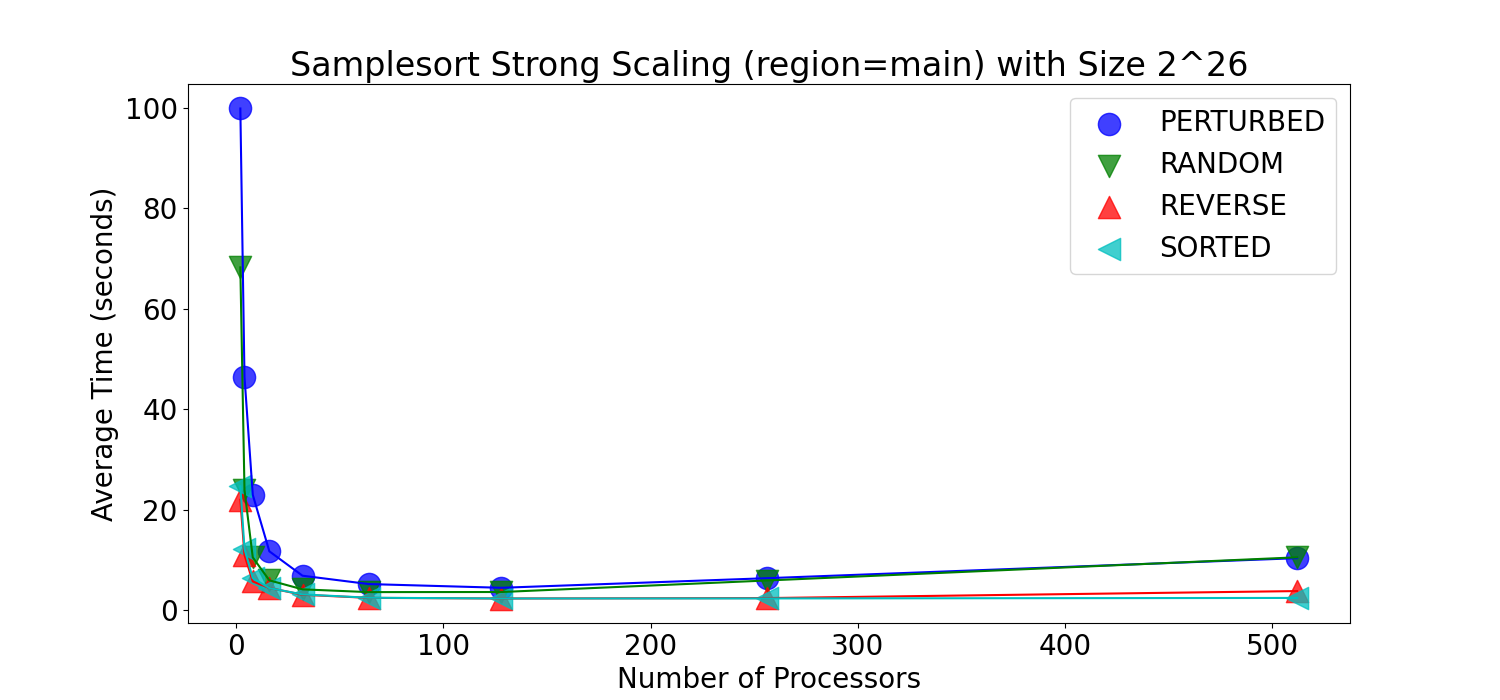 Samplesort Strong Scaling (region=main) with Size 2^26
Average Time (seconds)
100
80
60
40
20
0
PERTURBED
RANDOM
REVERSE
SORTED
0 100 200 300 400 500
Number of Processors